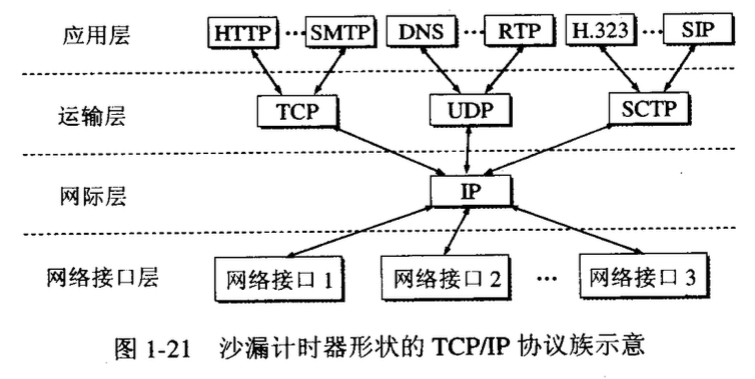 应用层 HTTP ··· SMTP DNS ··· RTP H.323 ··· SIP
运输层 TCP UDP SCTP
网际层 IP
网络接口层 网络接口 1 网络接口 2 ··· 网络接口 3
图 1-21 沙漏计时器形状的 TCP/IP 协议族示意